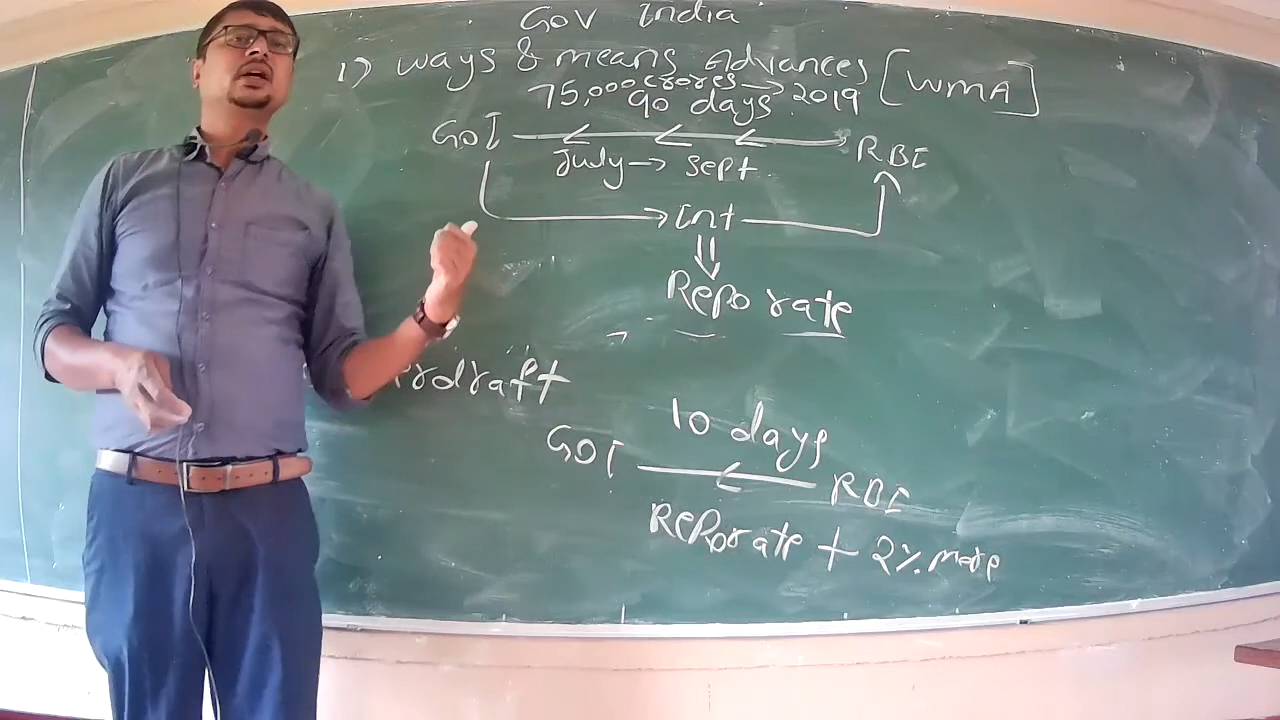 Gov India
1) ways & means Advances [WMA]
75,000 crores → 2019
90 days
GOI RBI
July → Sept
Int
Repo rate
rdraft
10 days
GOI RBI
Repo rate + 2% more